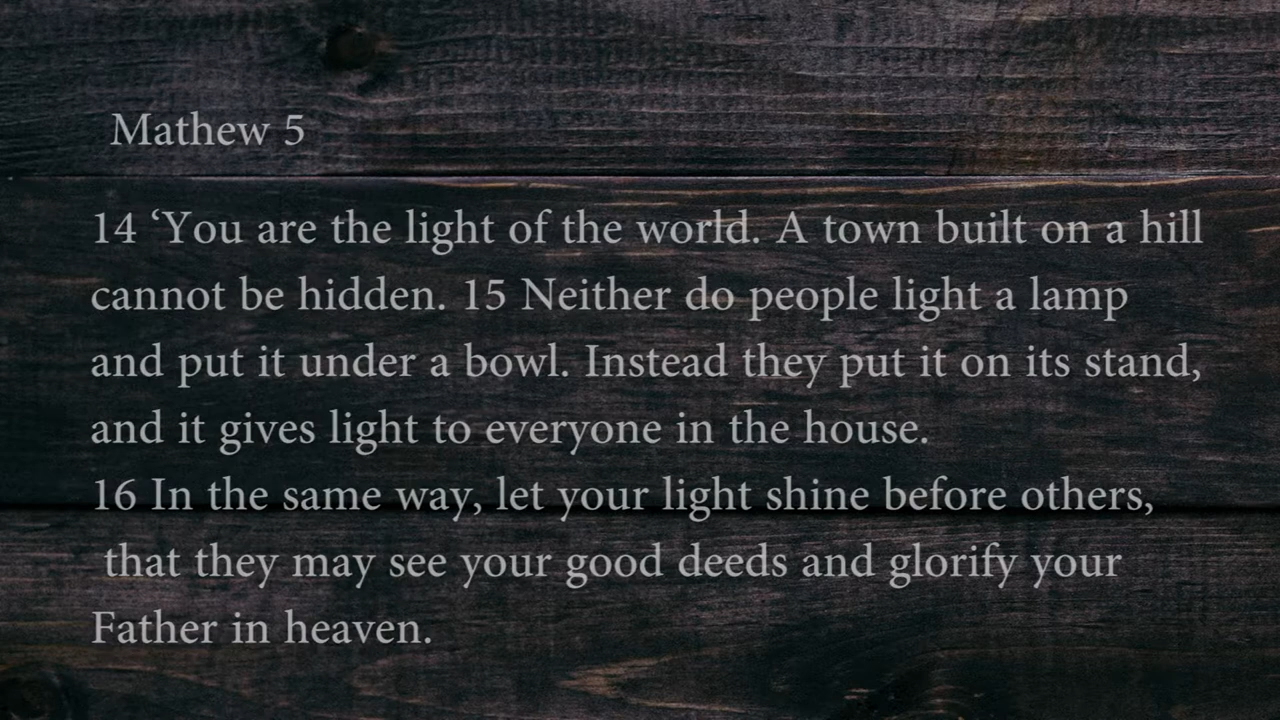 Mathew 5
14 ‘You are the light of the world. A town built on a hill
cannot be hidden. 15 Neither do people light a lamp
and put it under a bowl. Instead they put it on its stand,
and it gives light to everyone in the house.
16 In the same way, let your light shine before others,
that they may see your good deeds and glorify your
Father in heaven.